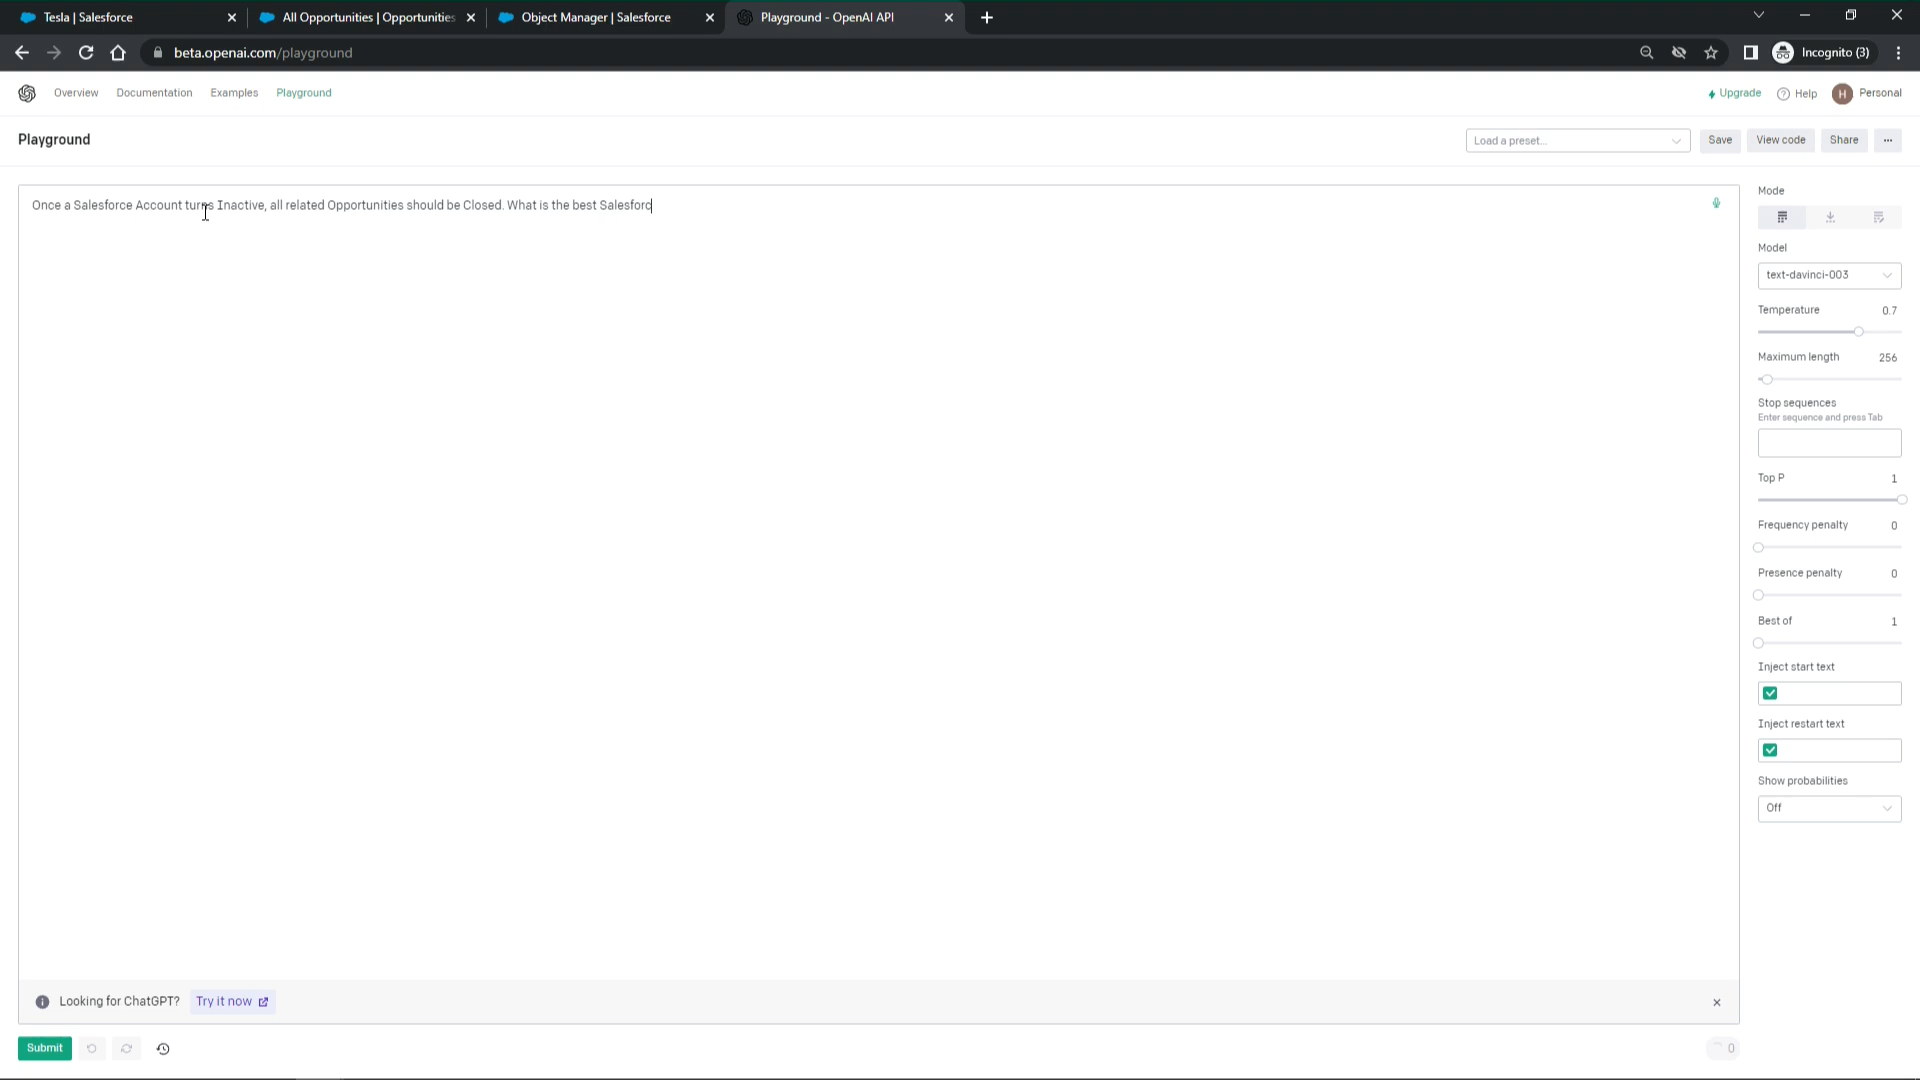 Tesla | Salesforce
All Opportunities | Opportunities
Object Manager | Salesforce
Playground - OpenAI API
beta.openai.com/playground
Incognito (3)
Overview
Documentation
Examples
Playground
Upgrade
Help
H
Personal
Playground
Load a preset...
Save
View code
Share
...
Once a Salesforce Account turns Inactive, all related Opportunities should be Closed. What is the best Salesforc
Mode
Model
text-davinci-003
Temperature 0.7
Maximum length 256
Stop sequences
Enter sequence and press Tab
Top P 1
Frequency penalty 0
Presence penalty 0
Best of 1
Inject start text
Inject restart text
Show probabilities
Off
Looking for ChatGPT? Try it now
Submit
0